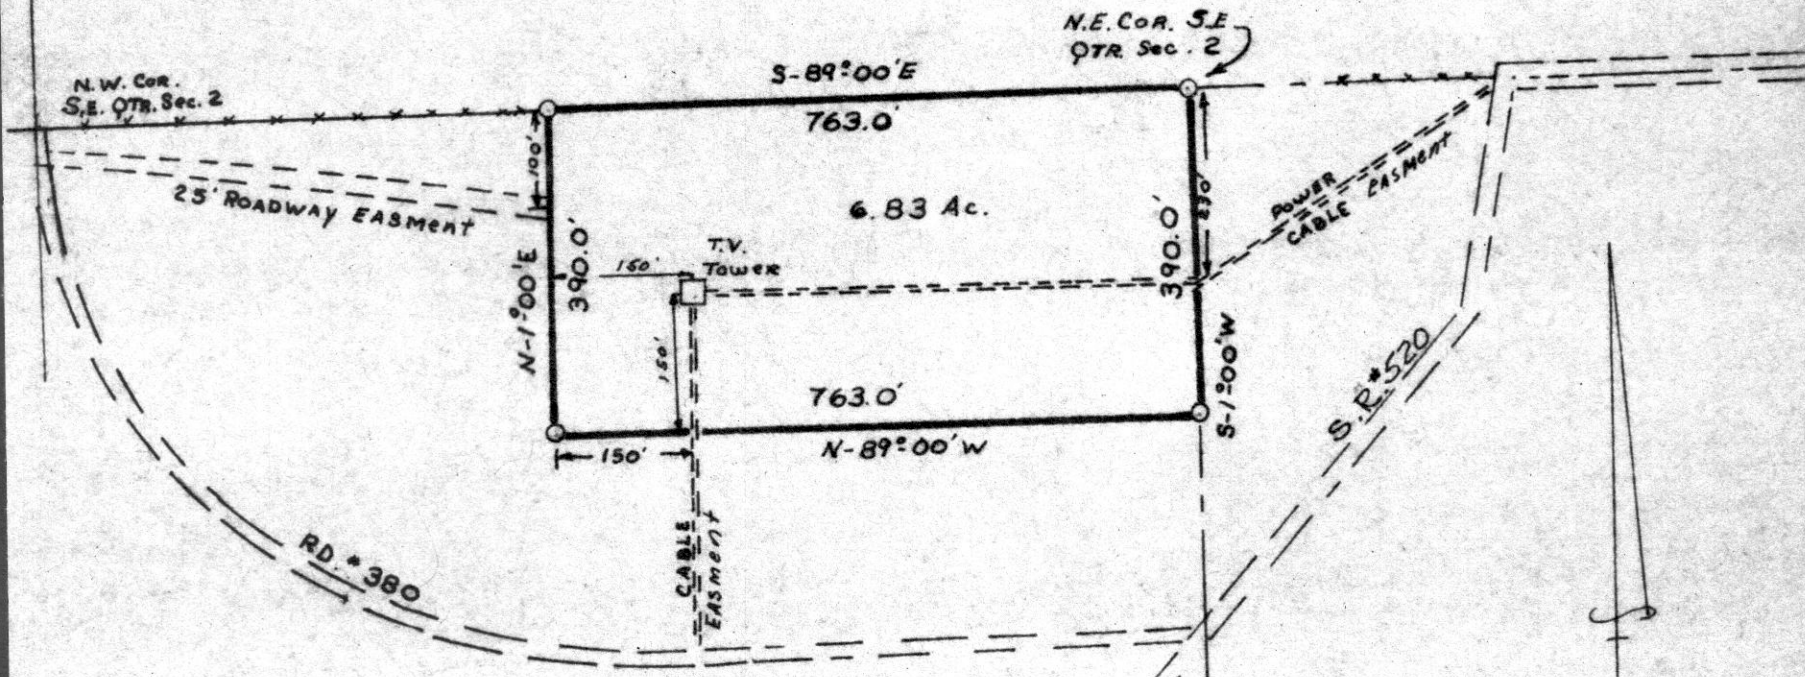 N.E. COR. S.E
QTR Sec. 2
N.W. Cor.
S.E. QTR. Sec. 2
S-89°00'E
763.0'
100'
25' ROADWAY EASMENT
6.83 Ac.
POWER
CABLE EASMENT
T.V.
Tower
150'
390.0'
N-1°00'E
390.0'
150'
763.0'
S-1°00'W
S.R.#520
150'
N-89°00'W
RD. #380
CABLE
EASMENT